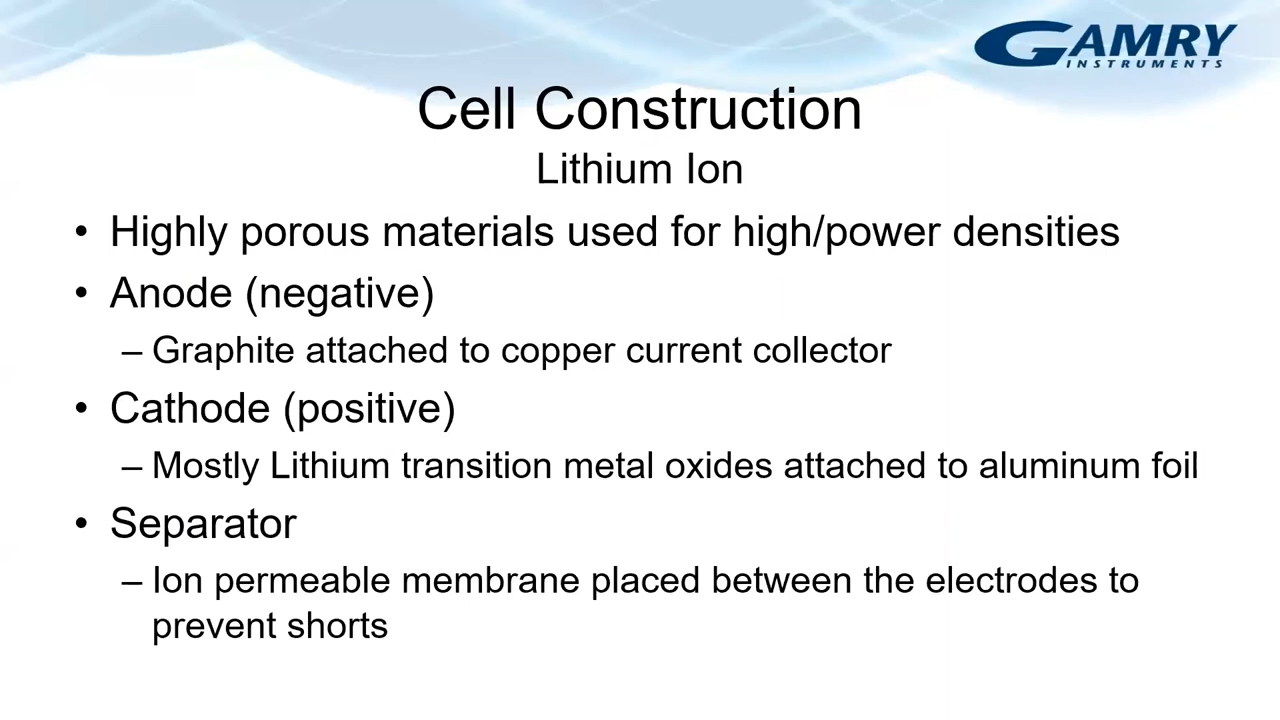 GAMRY
INSTRUMENTS
Cell Construction
Lithium Ion
• Highly porous materials used for high/power densities
• Anode (negative)
– Graphite attached to copper current collector
• Cathode (positive)
– Mostly Lithium transition metal oxides attached to aluminum foil
• Separator
– Ion permeable membrane placed between the electrodes to
prevent shorts